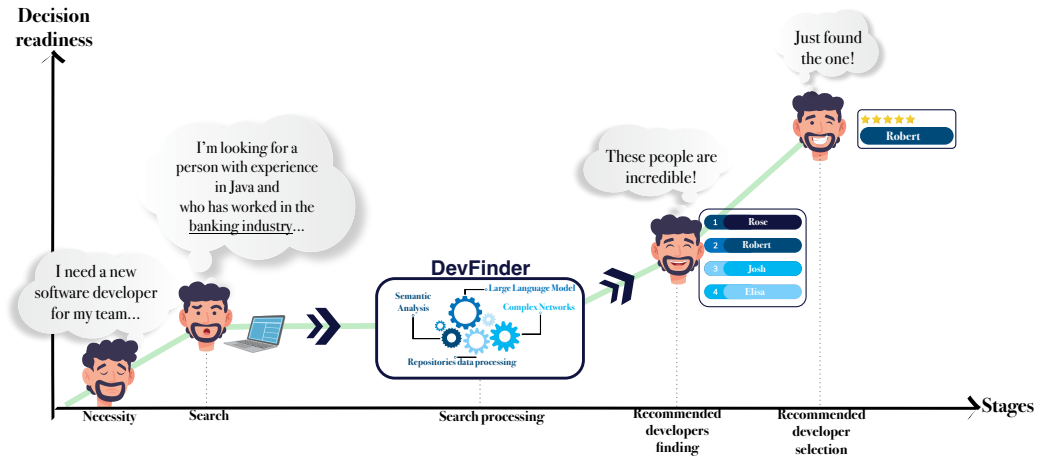 Decision
readiness
Just found
the one!
Robert
I'm looking for a
person with experience
in Java and
who has worked in the
banking industry...
These people are
incredible!
1 Rose
2 Robert
3 Josh
4 Elisa
I need a new
software developer
for my team...
DevFinder
Large Language Model
Semantic
Analysis
Complex Networks
Repositories data processing
Stages
Necessity
Search
Search processing
Recommended
developers
finding
Recommended
developer
selection